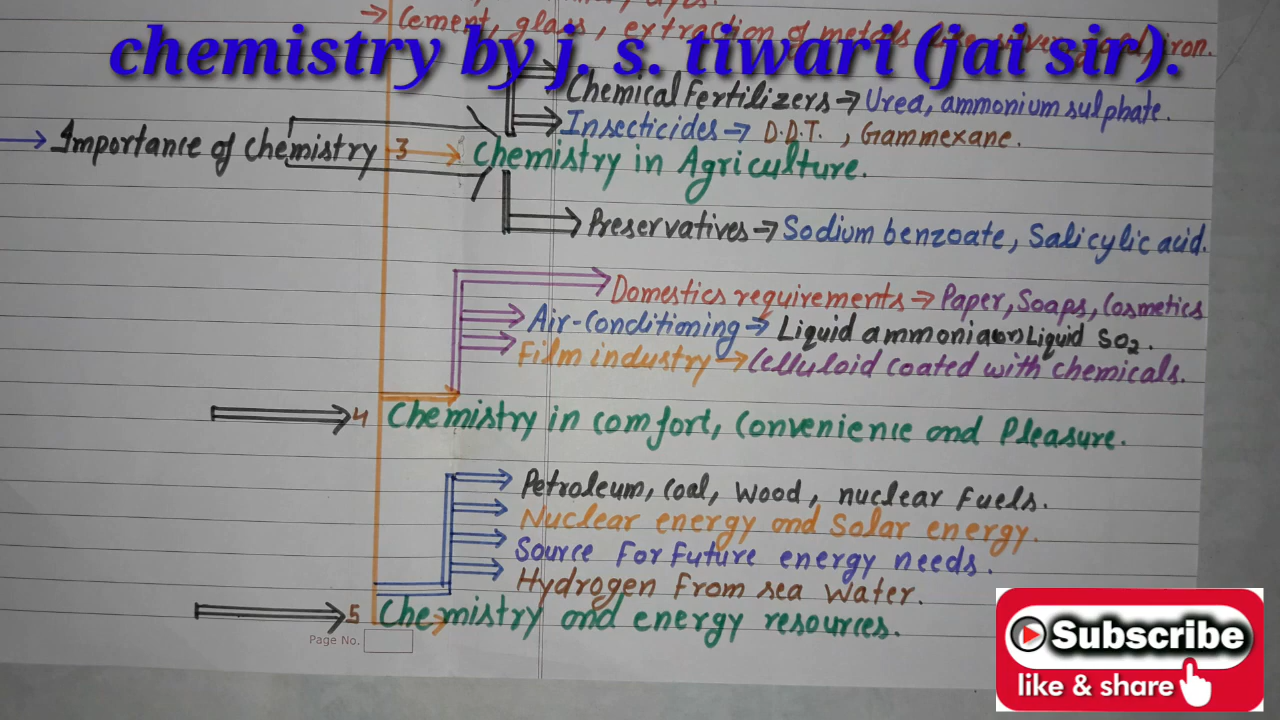 → Cement, glass, extraction of metals like silver, gold, iron.
chemistry by j. s. tiwari (jai sir).
Chemical Fertilizers → Urea, ammonium sulphate.
Insecticides → D.D.T. , Gammexane.
→ Importance of Chemistry 3 → Chemistry in Agriculture.
Preservatives → Sodium benzoate, Salicylic acid.
Domestics requirements → Paper, Soaps, Cosmetics
Air-Conditioning → Liquid ammonia (or) Liquid SO₂.
Film industry → Celluloid coated with chemicals.
4 Chemistry in comfort, Convenience and Pleasure.
Petroleum, Coal, Wood, nuclear Fuels.
Nuclear energy and Solar energy.
Source For Future energy needs.
Hydrogen From sea Water.
5 Chemistry and energy resources.
Page No.
Subscribe
like & share